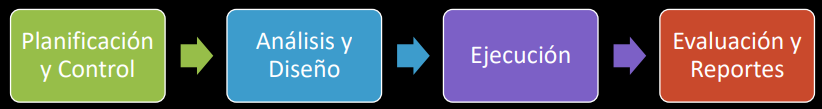 Planificación
y Control
Análisis y
Diseño
Ejecución
Evaluación y
Reportes